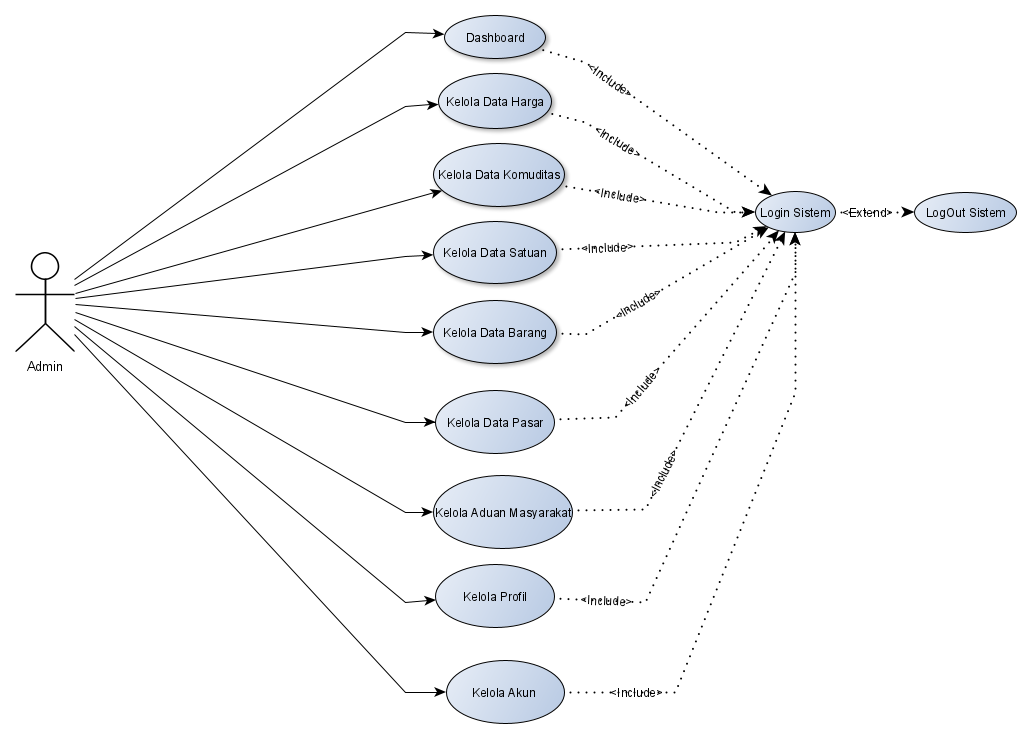 Dashboard
<Include>
Kelola Data Harga
<Include>
Kelola Data Komuditas
<Include>
Login Sistem
<Extend>
LogOut Sistem
Kelola Data Satuan
<Include>
Kelola Data Barang
<Include>
Admin
Kelola Data Pasar
<Include>
Kelola Aduan Masyarakat
<Include>
Kelola Profil
<Include>
Kelola Akun
<Include>